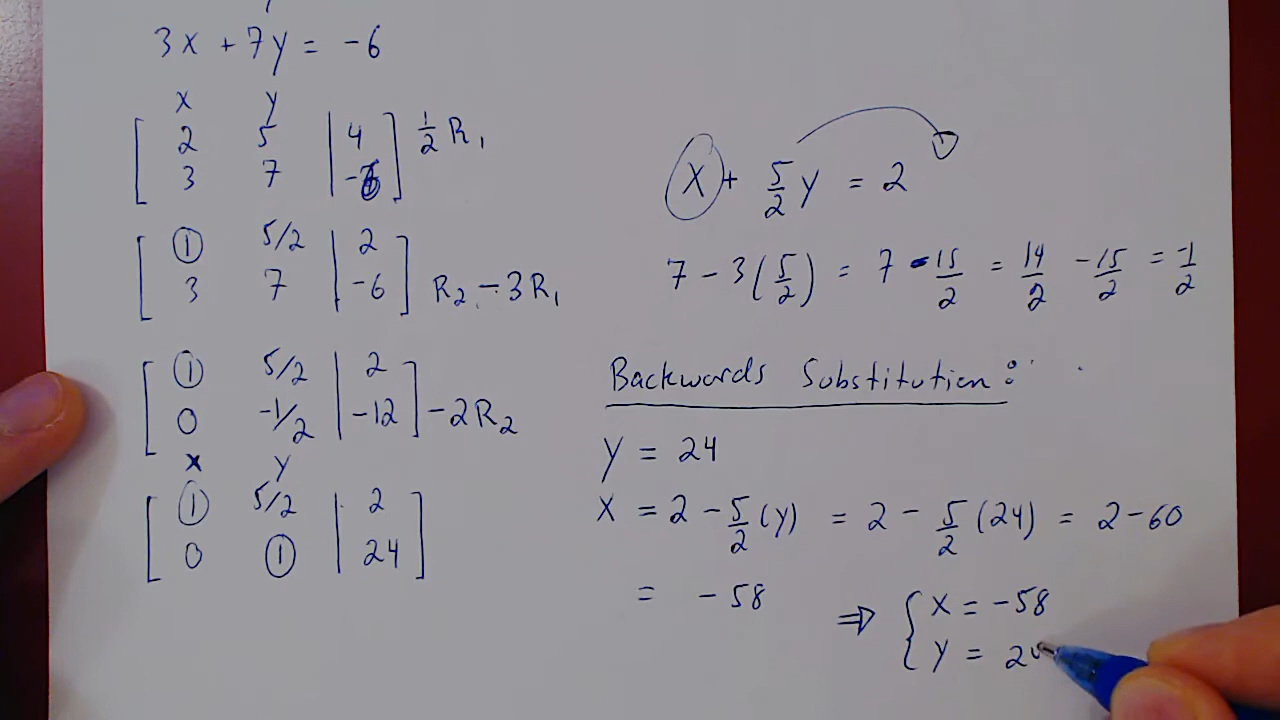 3x + 7y = -6
x y
[ 2 5 | 4 ] 1/2 R₁
[ 3 7 | -6 ]
[ 1 5/2 | 2 ]
[ 3 7 | -6 ] R₂ - 3R₁
[ 1 5/2 | 2 ]
[ 0 -1/2 | -12 ] -2R₂
x y
[ 1 5/2 | 2 ]
[ 0 1 | 24 ]
x + 5/2 y = 2
7 - 3(5/2) = 7 - 15/2 = 14/2 - 15/2 = -1/2
Backwards Substitution:
y = 24
x = 2 - 5/2 (y) = 2 - 5/2 (24) = 2 - 60
= -58
⇒ { x = -58
y = 24